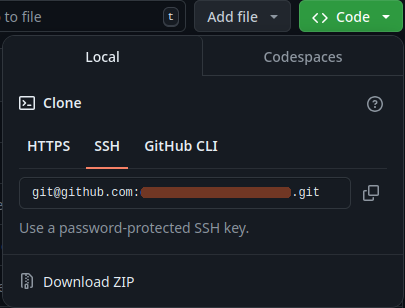 to file t Add file Code
Local Codespaces
Clone
HTTPS SSH GitHub CLI
git@github.com: .git
Use a password-protected SSH key.
Download ZIP